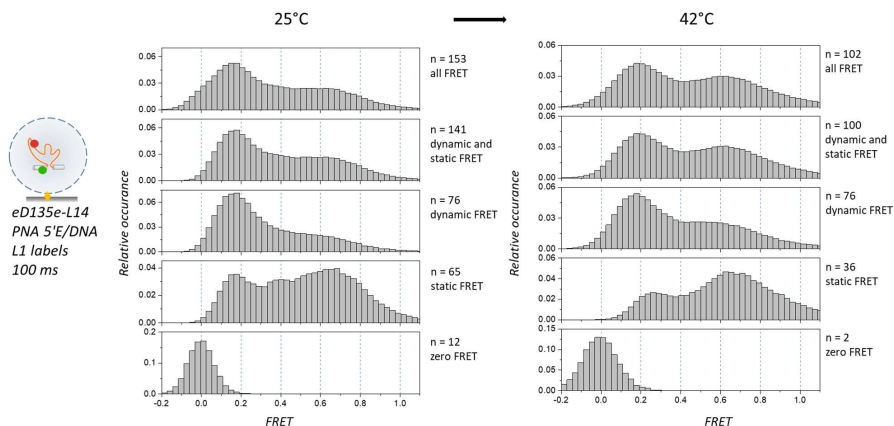 25°C
42°C
0.06
0.03
0.00
n = 153
all FRET
0.06
0.03
0.00
n = 141
dynamic and
static FRET
0.06
0.03
0.00
n = 76
dynamic FRET
0.04
0.02
0.00
n = 65
static FRET
0.2
0.1
0.0
n = 12
zero FRET
-0.2 0.0 0.2 0.4 0.6 0.8 1.0
FRET
Relative occurance
eD135e-L14
PNA 5'E/DNA
L1 labels
100 ms
0.06
0.03
0.00
n = 102
all FRET
0.06
0.03
0.00
n = 100
dynamic and
static FRET
0.06
0.03
0.00
n = 76
dynamic FRET
0.06
0.04
0.02
0.00
n = 36
static FRET
0.15
0.10
0.05
0.00
n = 2
zero FRET
-0.2 0.0 0.2 0.4 0.6 0.8 1.0
FRET
Relative occurance